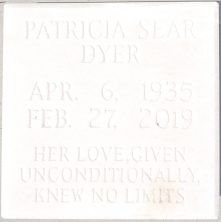 PATRICIA SEAR
DYER
APR. 6, 1935
FEB. 27, 2019
HER LOVE, GIVEN
UNCONDITIONALLY,
KNEW NO LIMITS